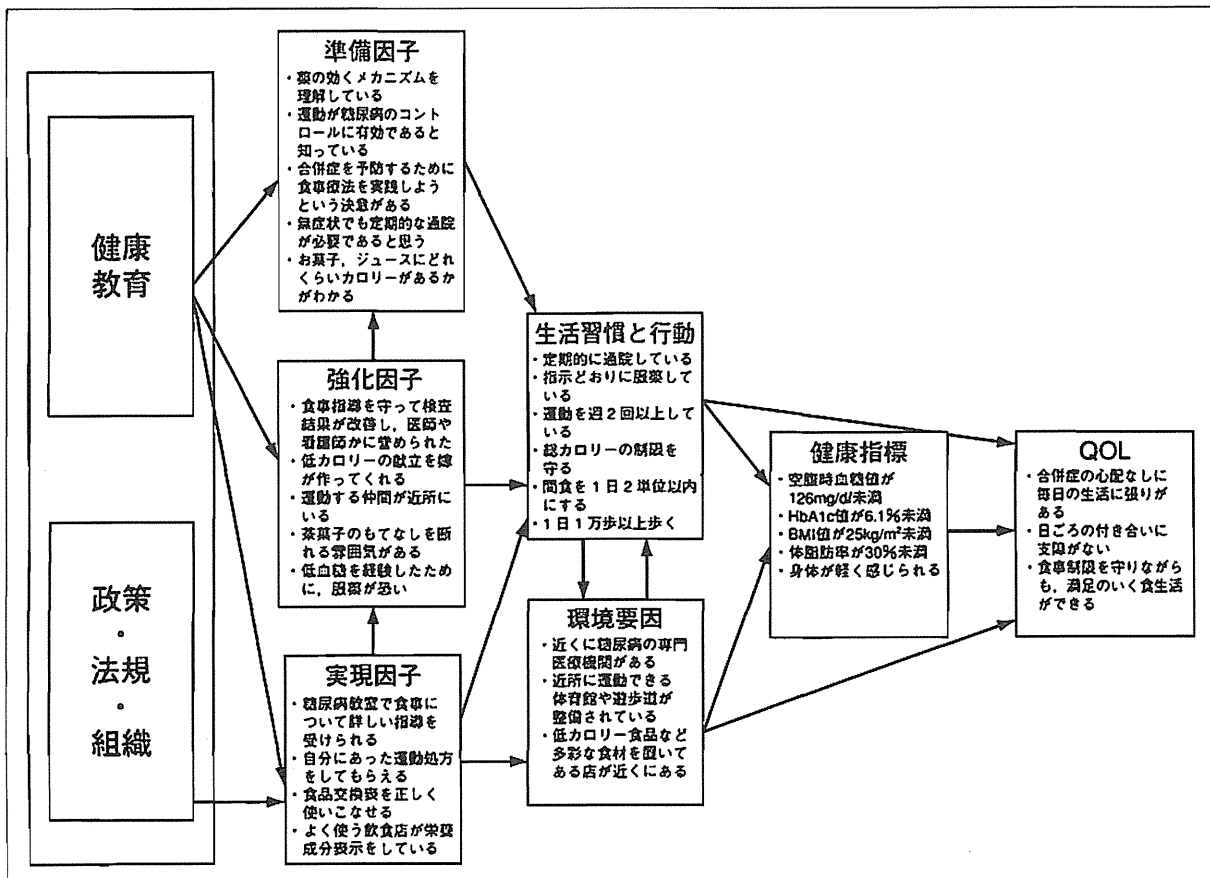 健康
教育
政策
・
法規
・
組織
準備因子
・薬の効くメカニズムを
理解している
・運動が糖尿病のコント
ロールに有効であると
知っている
・合併症を予防するために
食事療法を実践しよう
という決意がある
・無症状でも定期的な通院
が必要であると思う
・お菓子，ジュースにどれ
くらいカロリーがあるか
がわかる
強化因子
・食事指導を守って検査
結果が改善し，医師や
看護師かに誉められた
・低カロリーの献立を嫁
が作ってくれる
・運動する仲間が近所に
いる
・茶菓子のもてなしを断
れる雰囲気がある
・低血糖を経験したため
に，服薬が恐い
実現因子
・糖尿病教室で食事に
ついて詳しい指導を
受けられる
・自分にあった運動処方
をしてもらえる
・食品交換表を正しく
使いこなせる
・よく使う飲食店が栄養
成分表示をしている
生活習慣と行動
・定期的に通院している
・指示どおりに服薬して
いる
・運動を週２回以上して
いる
・総カロリーの制限を
守る
・間食を１日２単位以内
にする
・１日１万歩以上歩く
環境要因
・近くに糖尿病の専門
医療機関がある
・近所に運動できる
体育館や遊歩道が
整備されている
・低カロリー食品など
多彩な食材を置いて
ある店が近くにある
健康指標
・空腹時血糖値が
126mg/dl未満
・HbA1c値が6.1％未満
・BMI値が25kg/m²未満
・体脂肪率が30％未満
・身体が軽く感じられる
QOL
・合併症の心配なしに
毎日の生活に張りが
ある
・日ごろの付き合いに
支障がない
・食事制限を守りながら
も，満足のいく食生活
ができる